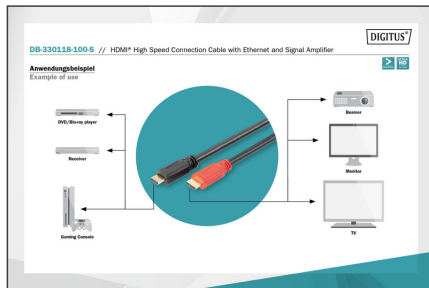 DIGITUS®
DB-330118-100-S // HDMI® High Speed Connection Cable with Ethernet and Signal Amplifier
Anwendungsbeispiel
Example of use
DVD/Blu-ray player
Receiver
Gaming Console
Beamer
Monitor
TV